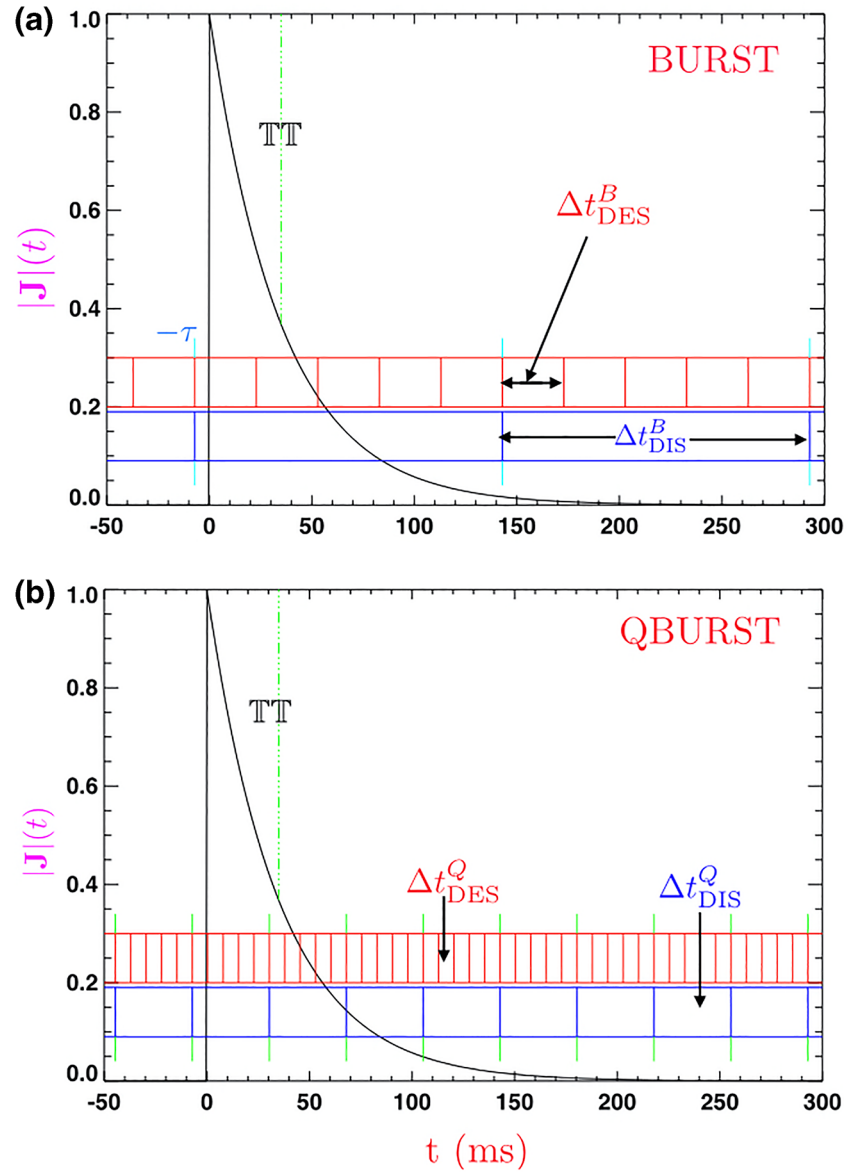 (a)
BURST
1.0
0.8
0.6
0.4
0.2
0.0
|J|(t)
𝕋𝕋
Δt^B_DES
−τ
Δt^B_DIS
-50 0 50 100 150 200 250 300
(b)
QBURST
1.0
0.8
0.6
0.4
0.2
0.0
|J|(t)
𝕋𝕋
Δt^Q_DES
Δt^Q_DIS
-50 0 50 100 150 200 250 300
t (ms)